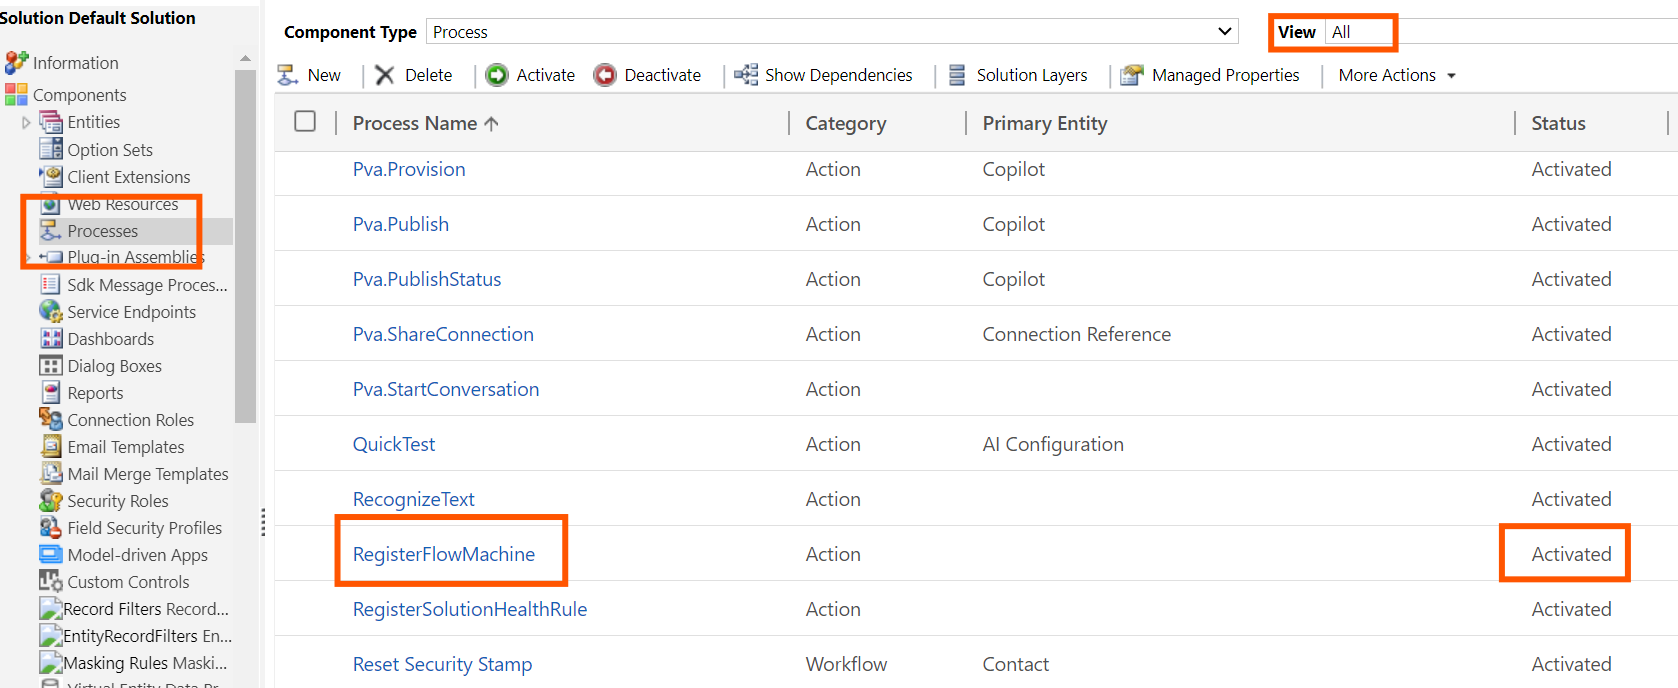 Solution Default Solution
Information
Components
Entities
Option Sets
Client Extensions
Web Resources
Processes
Plug-in Assemblies
Sdk Message Proces...
Service Endpoints
Dashboards
Dialog Boxes
Reports
Connection Roles
Email Templates
Mail Merge Templates
Security Roles
Field Security Profiles
Model-driven Apps
Custom Controls
Record Filters Record...
EntityRecordFilters En...
Masking Rules Maski...
Virtual Entity Data Pr...
Component Type Process View All
New Delete Activate Deactivate Show Dependencies Solution Layers Managed Properties More Actions
Process Name Category Primary Entity Status
Pva.Provision Action Copilot Activated
Pva.Publish Action Copilot Activated
Pva.PublishStatus Action Copilot Activated
Pva.ShareConnection Action Connection Reference Activated
Pva.StartConversation Action Activated
QuickTest Action AI Configuration Activated
RecognizeText Action Activated
RegisterFlowMachine Action Activated
RegisterSolutionHealthRule Action Activated
Reset Security Stamp Workflow Contact Activated